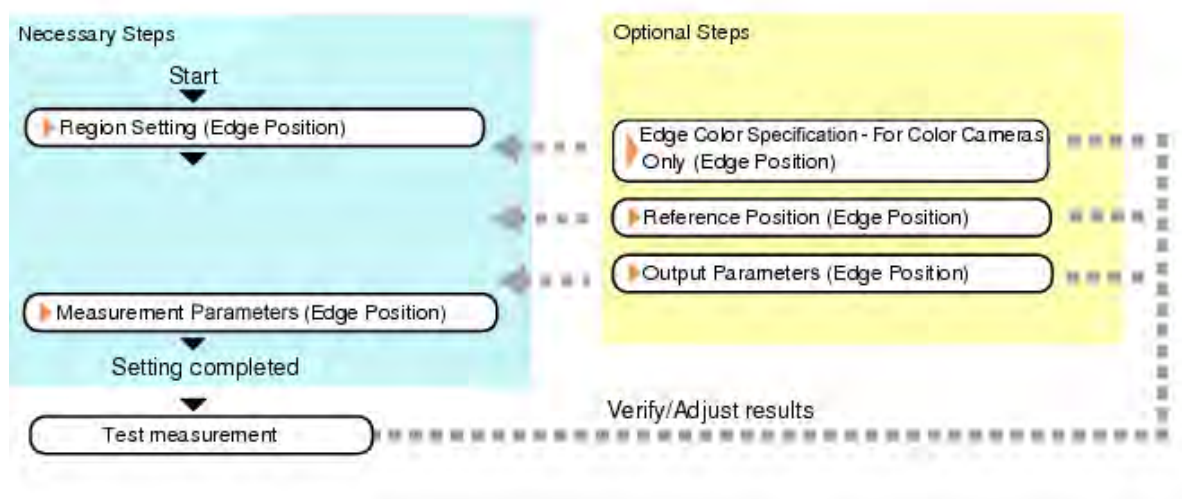 Necessary Steps
Start
Region Setting (Edge Position)
Measurement Parameters (Edge Position)
Setting completed
Test measurement
Optional Steps
Edge Color Specification - For Color Cameras
Only (Edge Position)
Reference Position (Edge Position)
Output Parameters (Edge Position)
Verify/Adjust results